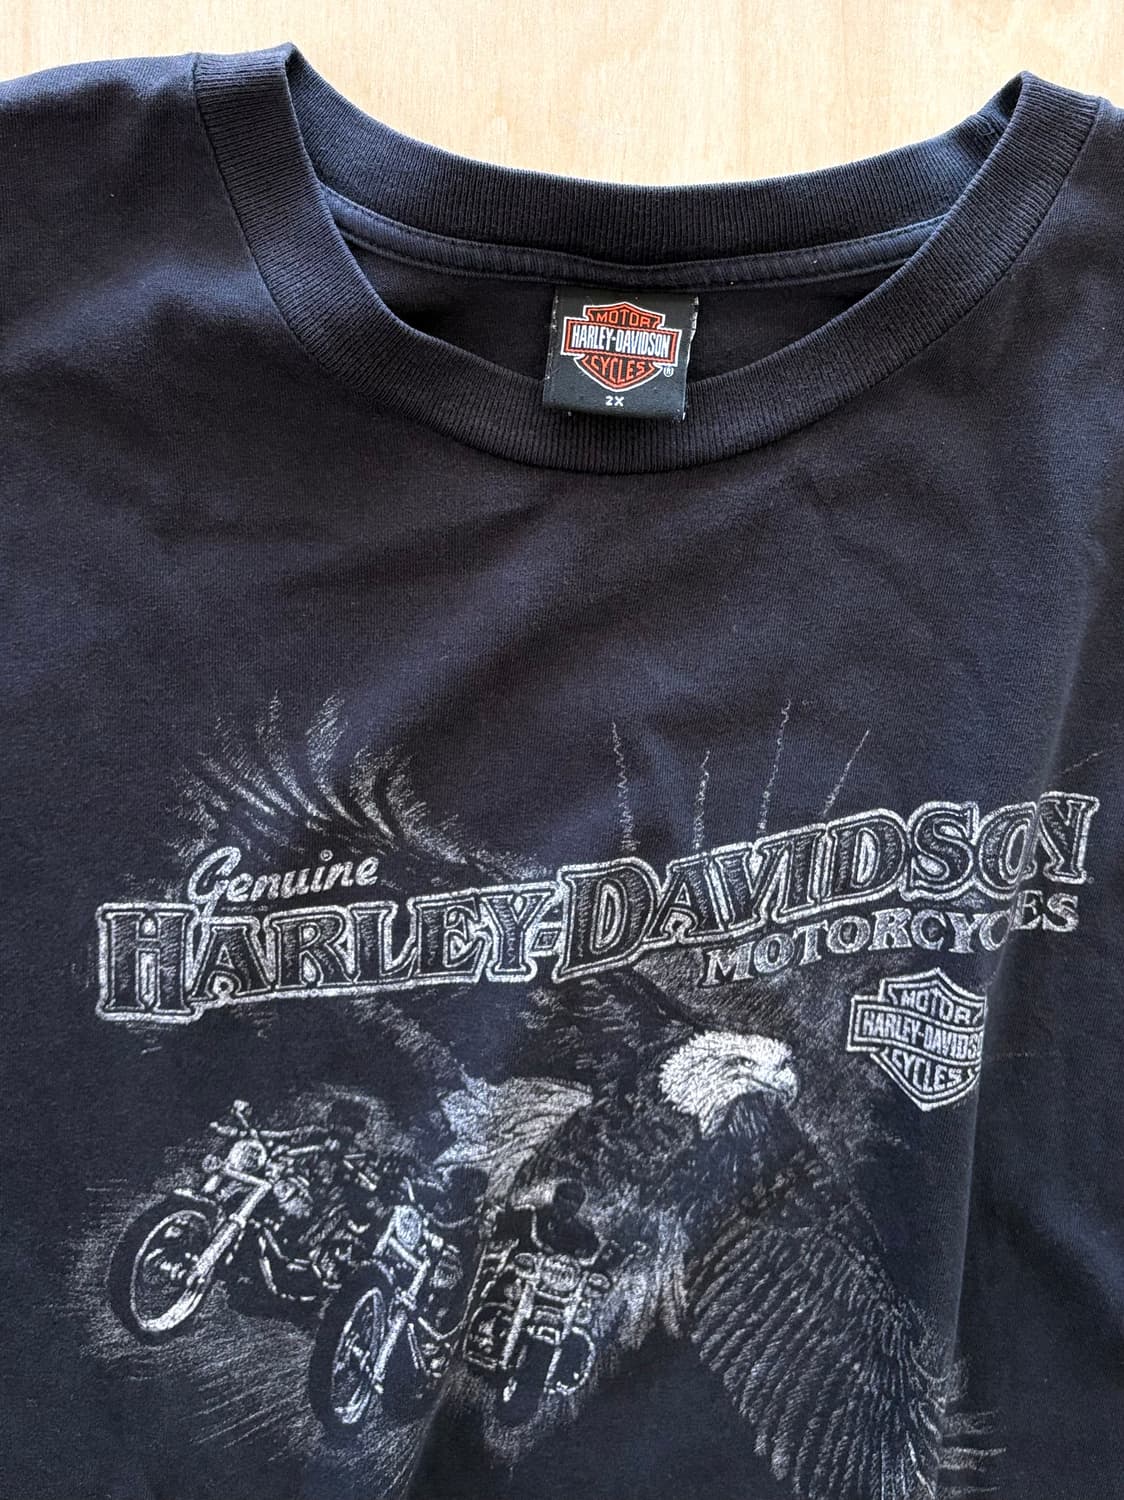 MOTOR
HARLEY-DAVIDSON
CYCLES
®
2X
Genuine
HARLEY-DAVIDSON
MOTORCYCLES
MOTOR
HARLEY-DAVIDSON
CYCLES